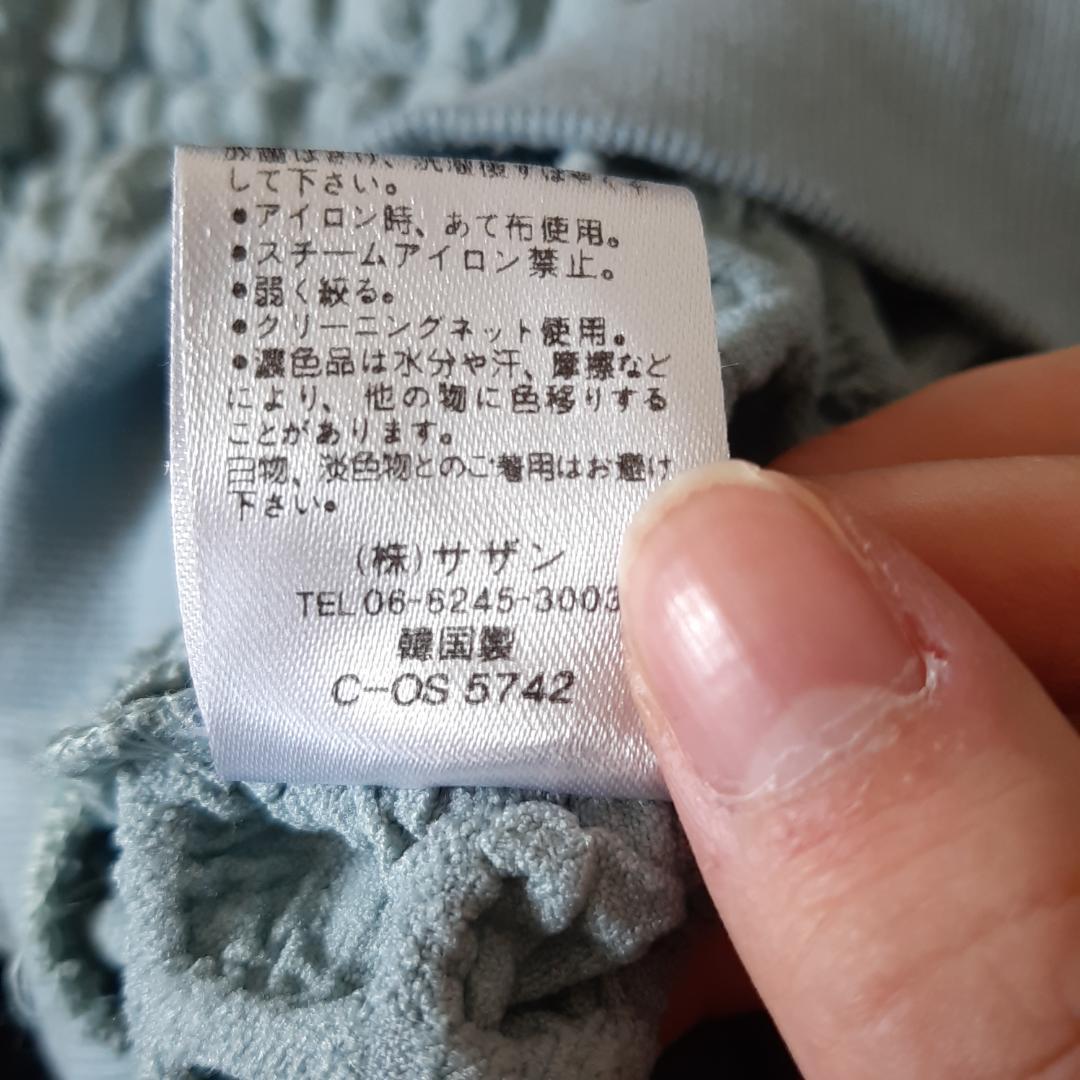 して下さい。
●アイロン時、あて布使用。
●スチームアイロン禁止。
●弱く絞る。
●クリーニングネット使用。
●濃色品は水分や汗、摩擦など
により、他の物に色移りする
ことがあります。
白物、淡色物とのご着用はお避け
下さい。
(株)サザン
TEL 06-6245-3003
韓国製
C-OS 5742